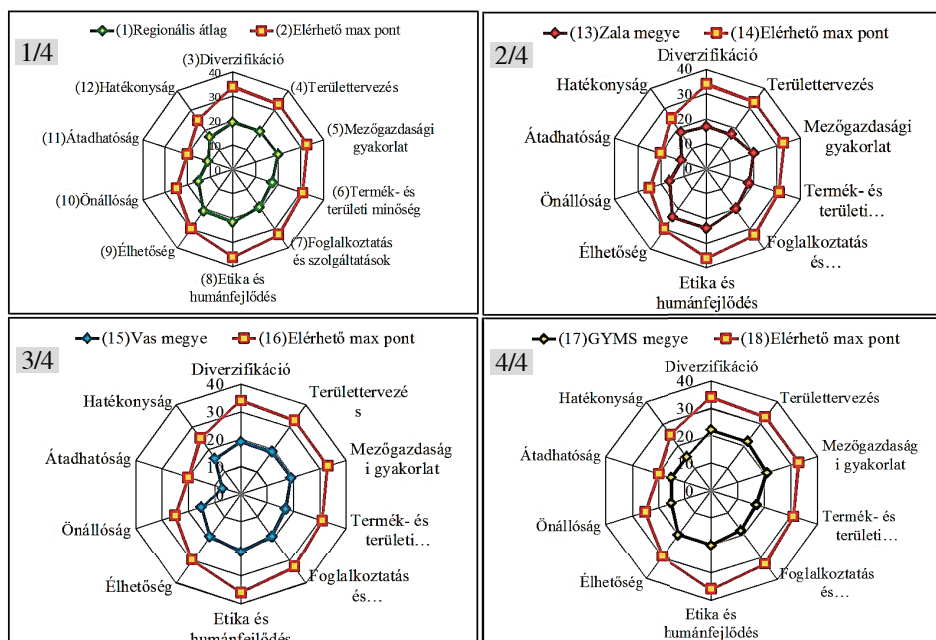 1/4
(1)Regionális átlag (2)Elérhető max pont
(3)Diverzifikáció
(4)Területtervezés
(5)Mezőgazdasági
gyakorlat
(6)Termék- és
területi minőség
(7)Foglalkoztatás
és szolgáltatások
(8)Etika és
humánfejlődés
(9)Élhetőség
(10)Önállóság
(11)Átadhatóság
(12)Hatékonyság
40
30
20
10
0
2/4
(13)Zala megye (14)Elérhető max pont
Diverzifikáció
Területtervezés
Mezőgazdasági
gyakorlat
Termék- és
területi…
Foglalkoztatás
és…
Etika és
humánfejlődés
Élhetőség
Önállóság
Átadhatóság
Hatékonyság
40
30
20
10
0
3/4
(15)Vas megye (16)Elérhető max pont
Diverzifikáció
Területtervezé
s
Mezőgazdasági
gyakorlat
Termék- és
területi…
Foglalkoztatás
és…
Etika és
humánfejlődés
Élhetőség
Önállóság
Átadhatóság
Hatékonyság
40
30
20
10
0
4/4
(17)GYMS megye (18)Elérhető max pont
Diverzifikáció
Területtervezés
Mezőgazdaság
i gyakorlat
Termék- és
területi…
Foglalkoztatás
és…
Etika és
humánfejlődés
Élhetőség
Önállóság
Átadhatóság
Hatékonyság
40
30
20
10
0